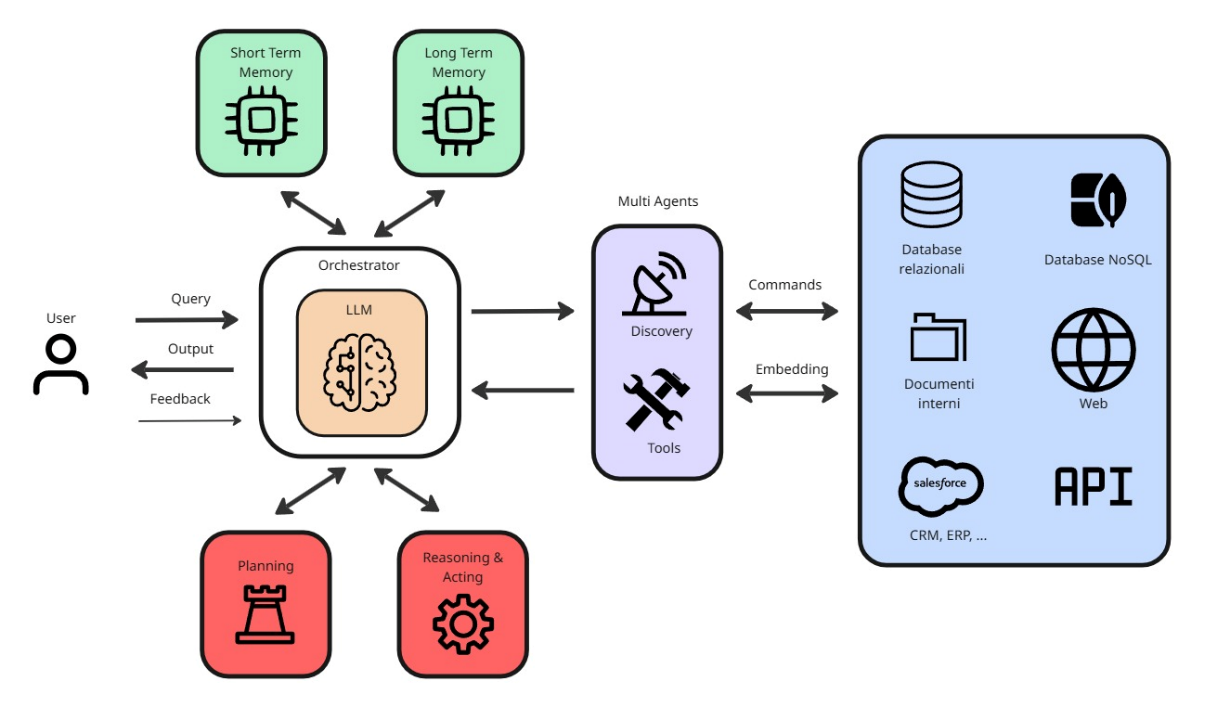 Short Term
Memory
Long Term
Memory
Multi Agents
Orchestrator
LLM
User
Query
Output
Feedback
Discovery
Tools
Commands
Embedding
Database
relazionali
Database NoSQL
Documenti
interni
Web
salesforce
CRM, ERP, ...
API
Planning
Reasoning &
Acting